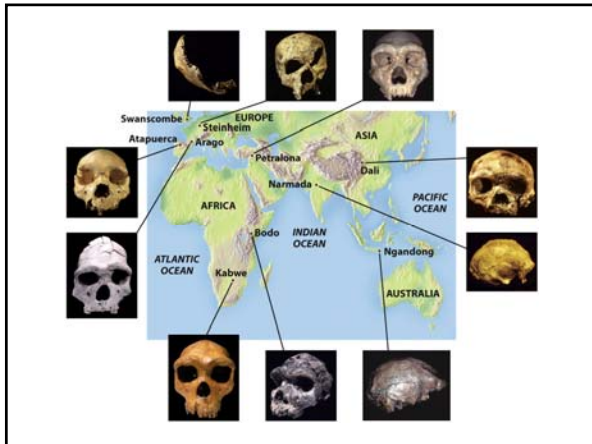 Swanscombe
EUROPE
Steinheim
Atapuerca
Arago
ASIA
Petralona
Dali
Narmada
PACIFIC
OCEAN
AFRICA
INDIAN
OCEAN
Bodo
ATLANTIC
OCEAN
Ngandong
Kabwe
AUSTRALIA